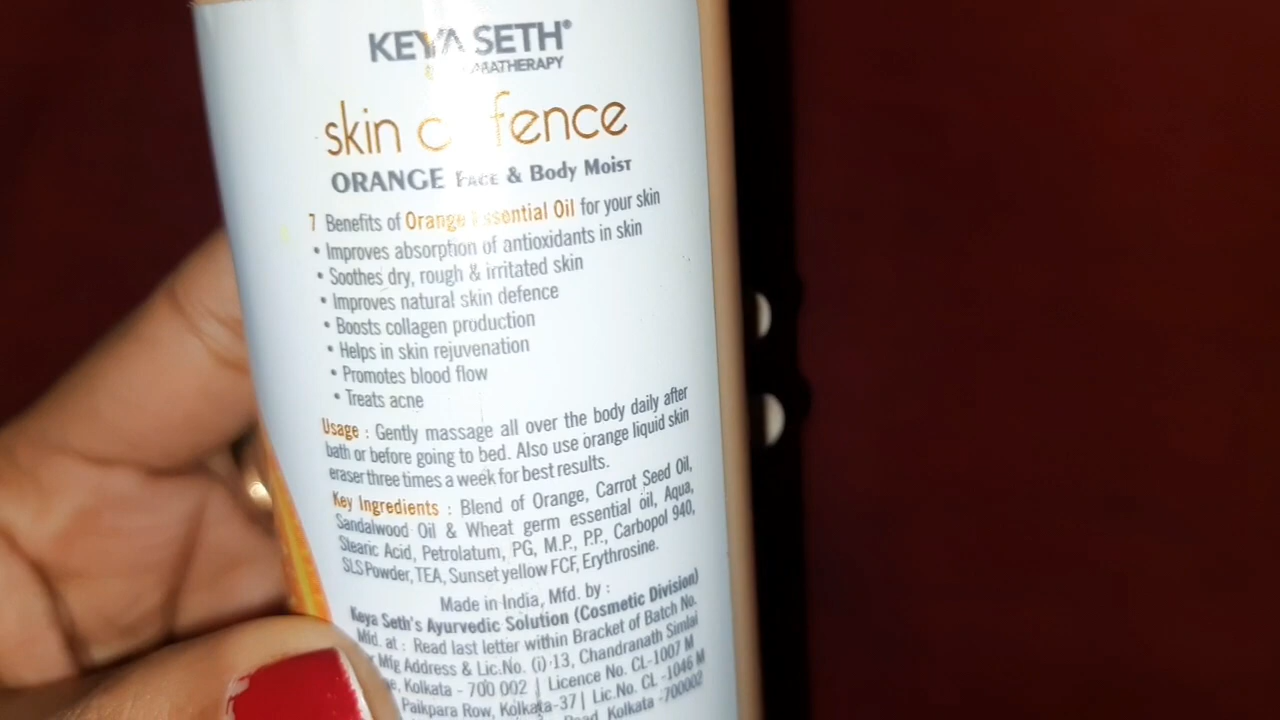 KEYA SETH®
skin fence
ORANGE FACE & Body Moist
7 Benefits of Orange Essential Oil for your skin
• Improves absorption of antioxidants in skin
• Soothes dry, rough & irritated skin
• Improves natural skin defence
• Boosts collagen production
• Helps in skin rejuvenation
• Promotes blood flow
• Treats acne
Usage : Gently massage all over the body daily after
bath or before going to bed. Also use orange liquid skin
eraser three times a week for best results.
Key Ingredients : Blend of Orange, Carrot Seed Oil,
Sandalwood Oil & Wheat germ essential oil, Aqua,
Stearic Acid, Petrolatum, PG, M.P., P.P., Carbopol 940,
SLS Powder, TEA, Sunset yellow FCF, Erythrosine.
Made in India, Mfd. by :
Keya Seth's Ayurvedic Solution (Cosmetic Division)
Mfd. at : Read last letter within Bracket of Batch No.
Mfg Address & Lic.No. (i)-13, Chandranath Simlai
Kolkata - 700 002 | Licence No. CL-1007 M
Paikpara Row, Kolkata-37 | Lic.No. CL -1046 M
Road, Kolkata -700002